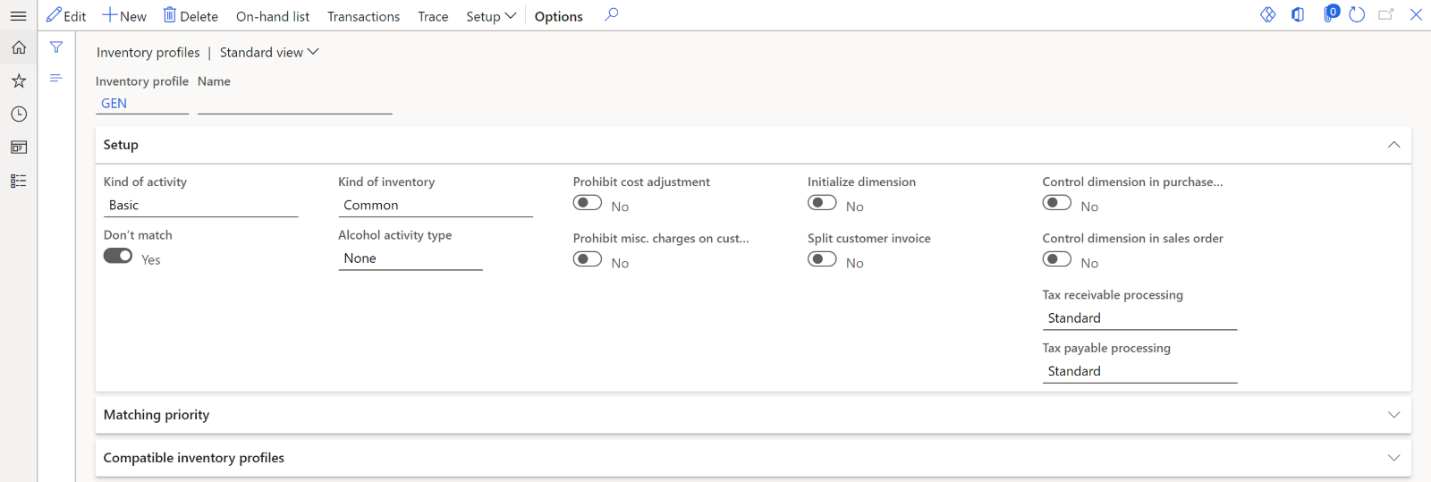 Edit New Delete On-hand list Transactions Trace Setup Options
0
Inventory profiles | Standard view
Inventory profile Name
GEN
Setup
Kind of activity Kind of inventory Prohibit cost adjustment Initialize dimension Control dimension in purchase...
Basic Common No No No
Don't match Alcohol activity type Prohibit misc. charges on cust... Split customer invoice Control dimension in sales order
Yes None No No No
Tax receivable processing
Standard
Tax payable processing
Standard
Matching priority
Compatible inventory profiles